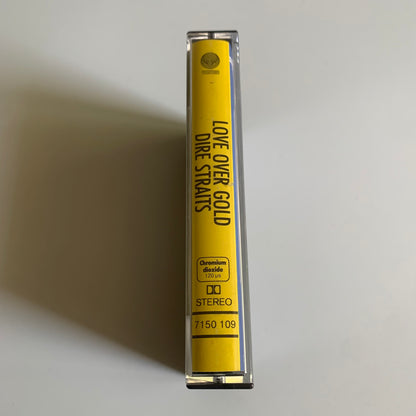 LOVE OVER GOLD
DIRE STRAITS
Chromium
dioxide
120 µs
STEREO
7150 109